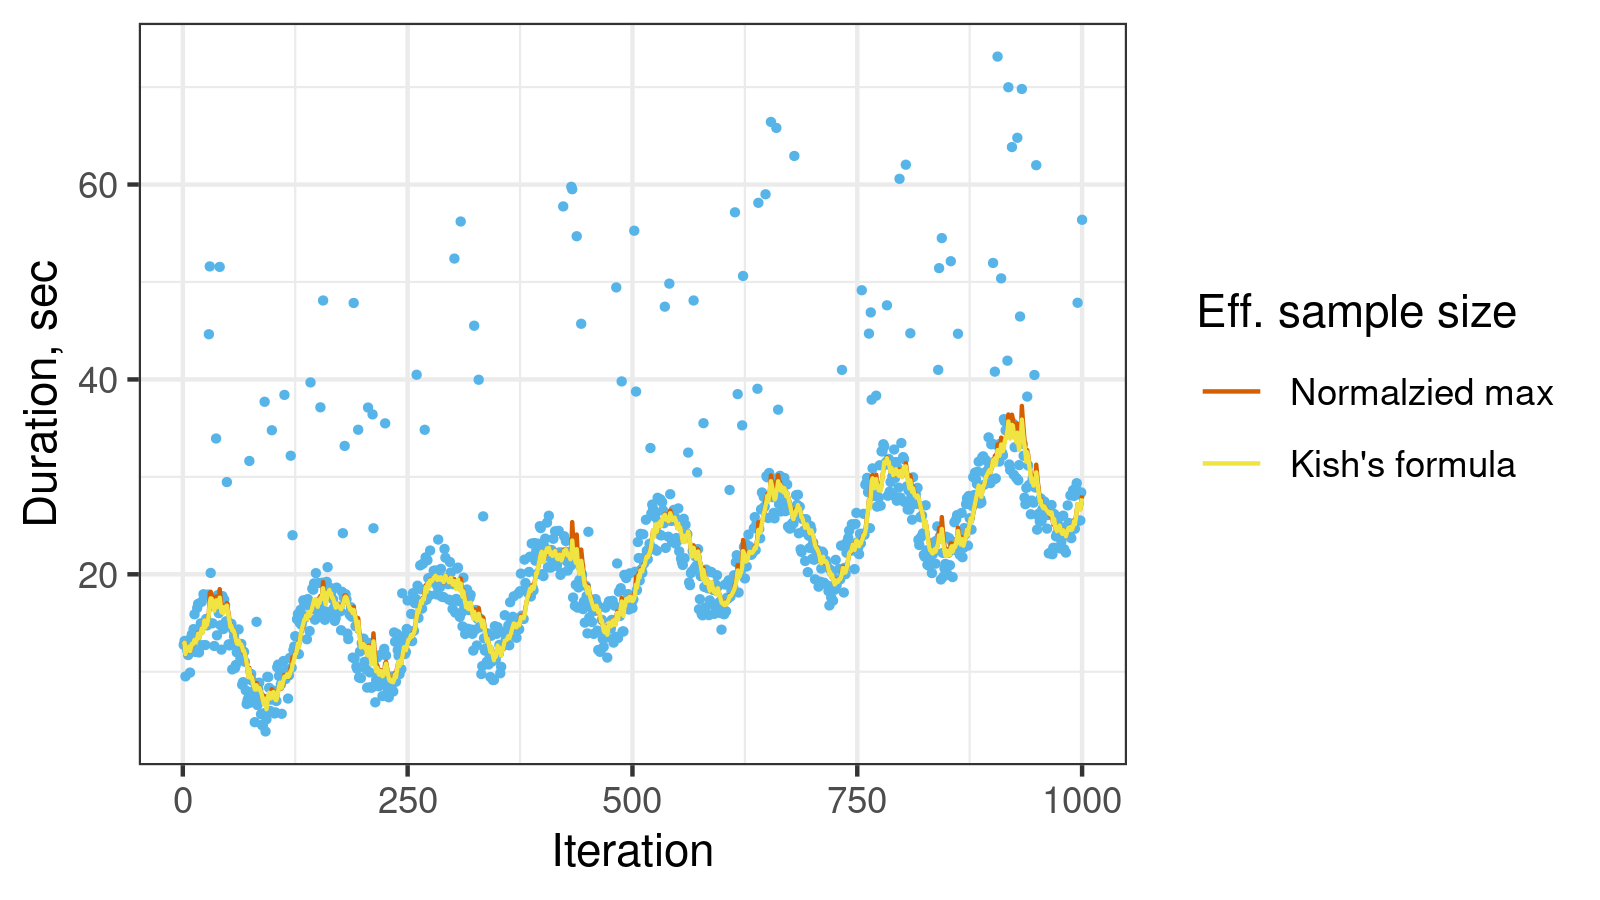 Duration, sec
60
40
20
0 250 500 750 1000
Iteration
Eff. sample size
Normalzied max
Kish's formula